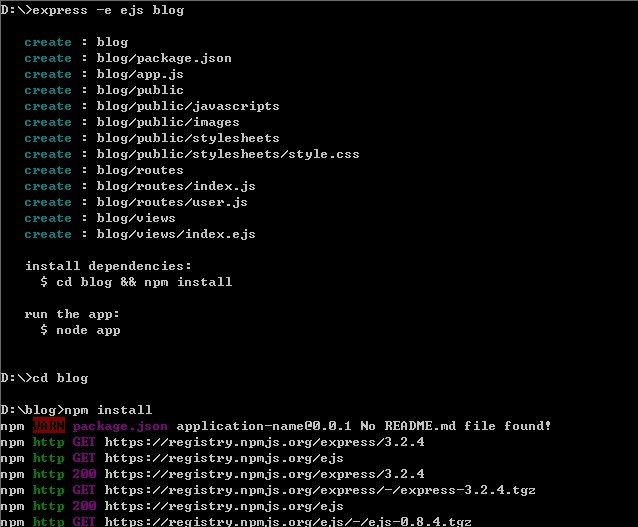 D:\>express -e ejs blog
create : blog
create : blog/package.json
create : blog/app.js
create : blog/public
create : blog/public/javascripts
create : blog/public/images
create : blog/public/stylesheets
create : blog/public/stylesheets/style.css
create : blog/routes
create : blog/routes/index.js
create : blog/routes/user.js
create : blog/views
create : blog/views/index.ejs
install dependencies:
$ cd blog && npm install
run the app:
$ node app
D:\>cd blog
D:\blog>npm install
npm WARN package.json application-name@0.0.1 No README.md file found!
npm http GET https://registry.npmjs.org/express/3.2.4
npm http GET https://registry.npmjs.org/ejs
npm http 200 https://registry.npmjs.org/express/3.2.4
npm http GET https://registry.npmjs.org/express/-/express-3.2.4.tgz
npm http 200 https://registry.npmjs.org/ejs
npm http GET https://registry.npmjs.org/ejs/-/ejs-0.8.4.tgz